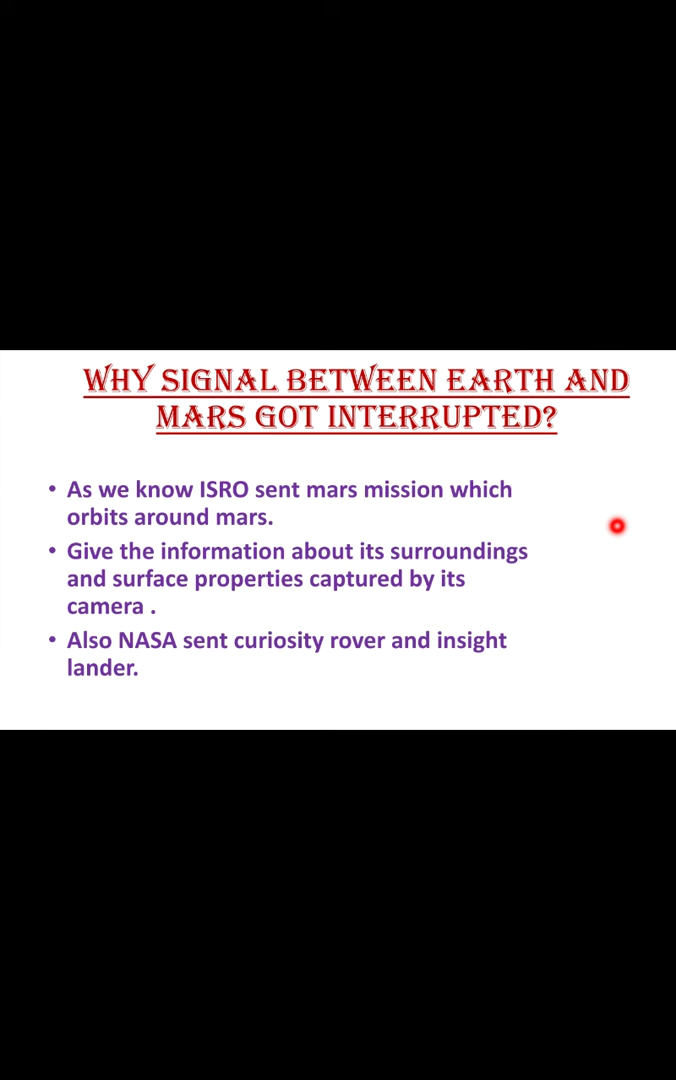 WHY SIGNAL BETWEEN EARTH AND
MARS GOT INTERRUPTED?
• As we know ISRO sent mars mission which
orbits around mars.
• Give the information about its surroundings
and surface properties captured by its
camera .
• Also NASA sent curiosity rover and insight
lander.